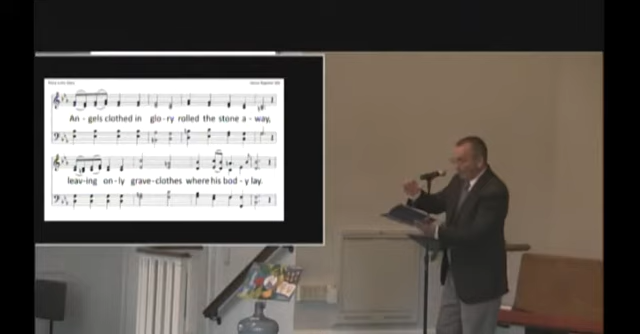 An - gels clothed in glo - ry rolled the stone a - way,
leav - ing on - ly grave-clothes where his bod - y lay.